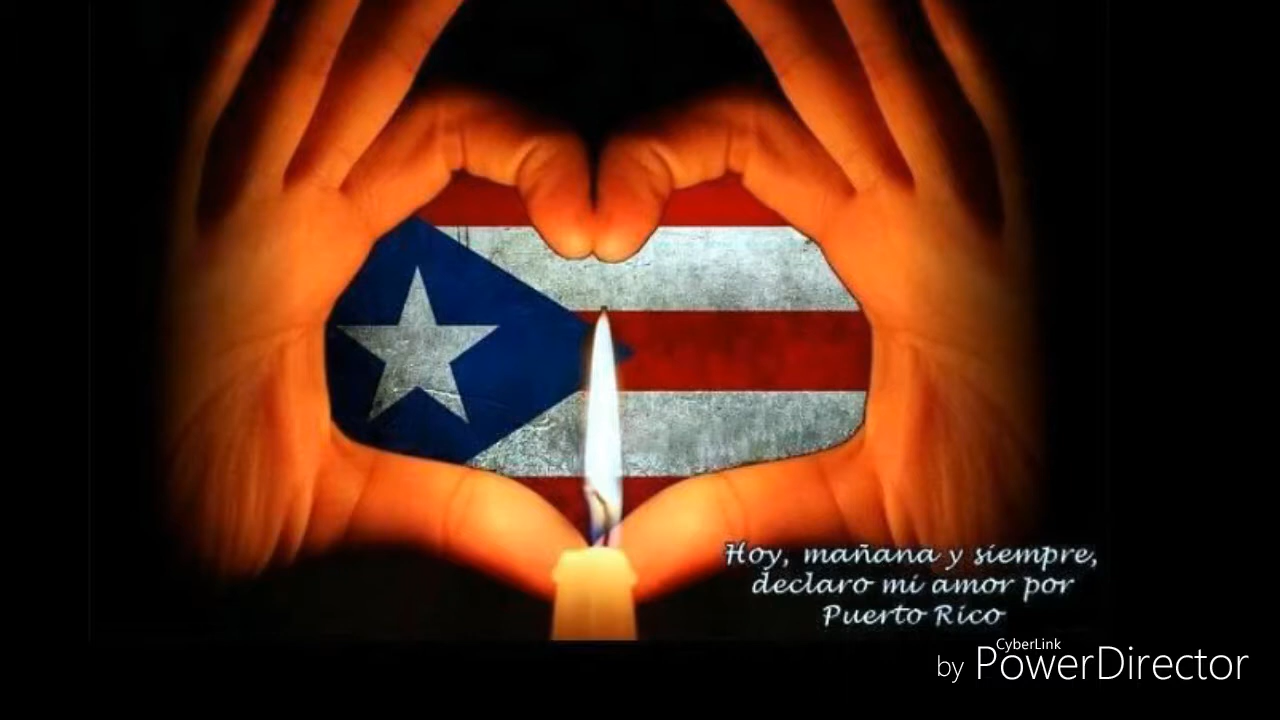 Hoy, mañana y siempre,
declaro mi amor por
Puerto Rico
CyberLink
by PowerDirector